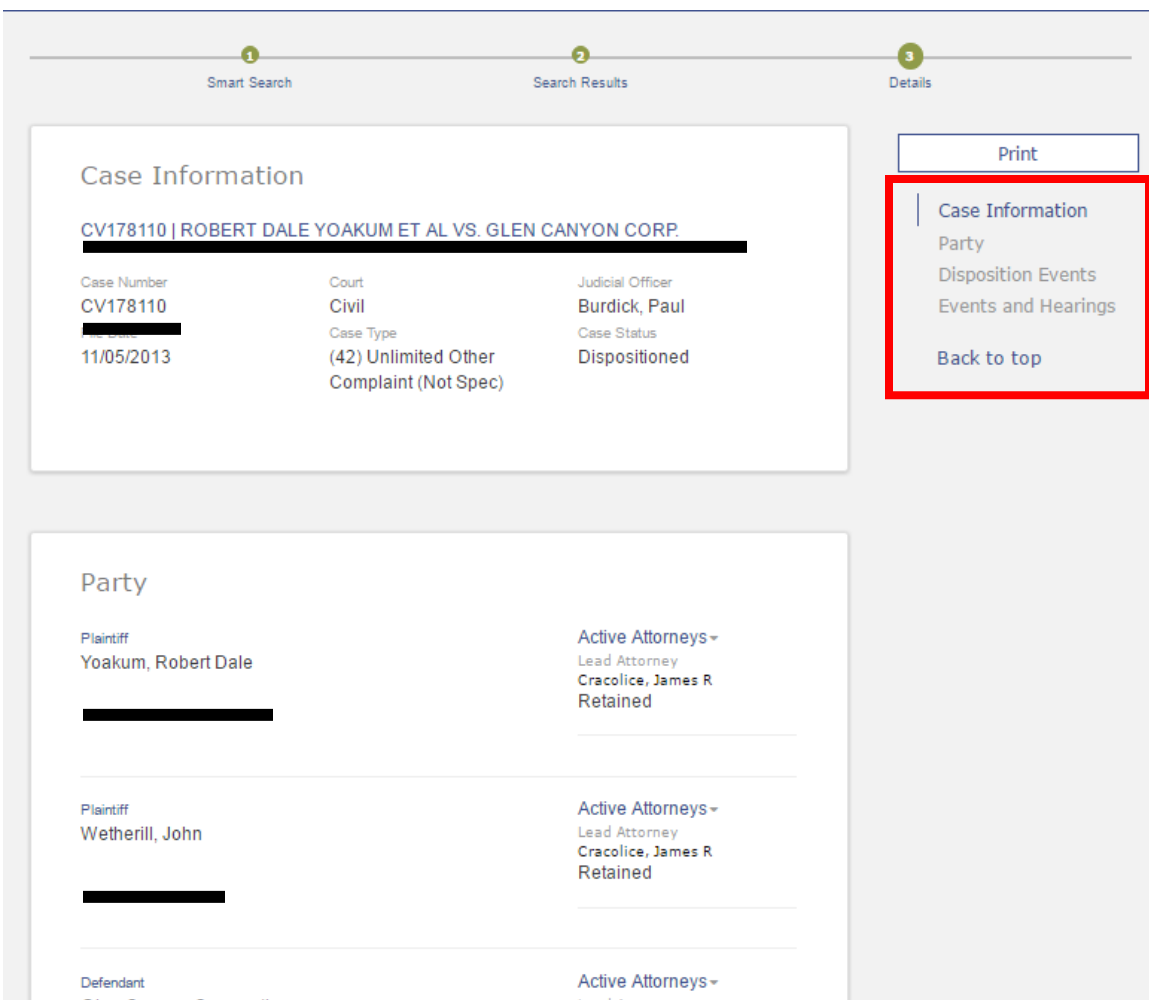 1
2
3
Smart Search
Search Results
Details
Print
Case Information
Party
Disposition Events
Events and Hearings
Back to top
Case Information
CV178110 | ROBERT DALE YOAKUM ET AL VS. GLEN CANYON CORP.
Case Number
CV178110
File Date
11/05/2013
Court
Civil
Case Type
(42) Unlimited Other
Complaint (Not Spec)
Judicial Officer
Burdick, Paul
Case Status
Dispositioned
Party
Plaintiff
Yoakum, Robert Dale
Active Attorneys
Lead Attorney
Cracolice, James R
Retained
Plaintiff
Wetherill, John
Active Attorneys
Lead Attorney
Cracolice, James R
Retained
Defendant
Active Attorneys